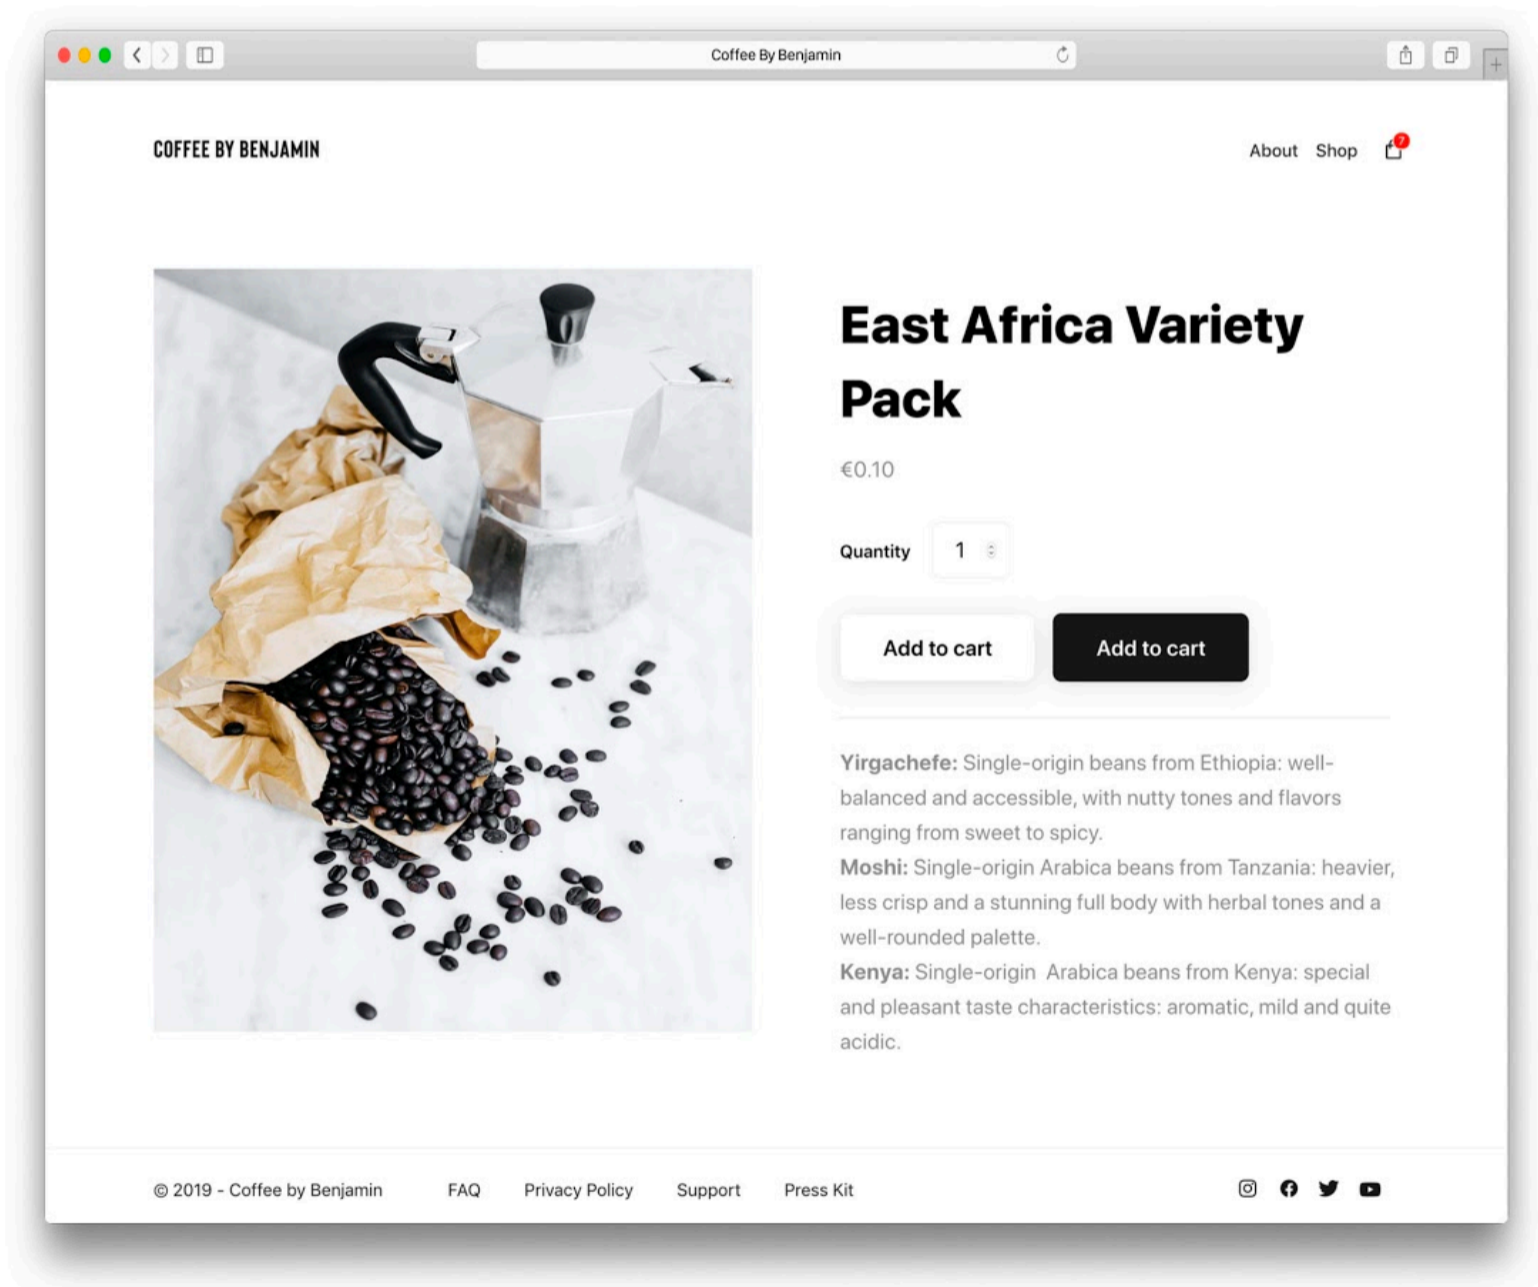 Coffee By Benjamin
COFFEE BY BENJAMIN
About Shop 7
East Africa Variety
Pack
€0.10
Quantity 1
Add to cart Add to cart
Yirgachefe: Single-origin beans from Ethiopia: well-
balanced and accessible, with nutty tones and flavors
ranging from sweet to spicy.
Moshi: Single-origin Arabica beans from Tanzania: heavier,
less crisp and a stunning full body with herbal tones and a
well-rounded palette.
Kenya: Single-origin  Arabica beans from Kenya: special
and pleasant taste characteristics: aromatic, mild and quite
acidic.
© 2019 - Coffee by Benjamin FAQ Privacy Policy Support Press Kit